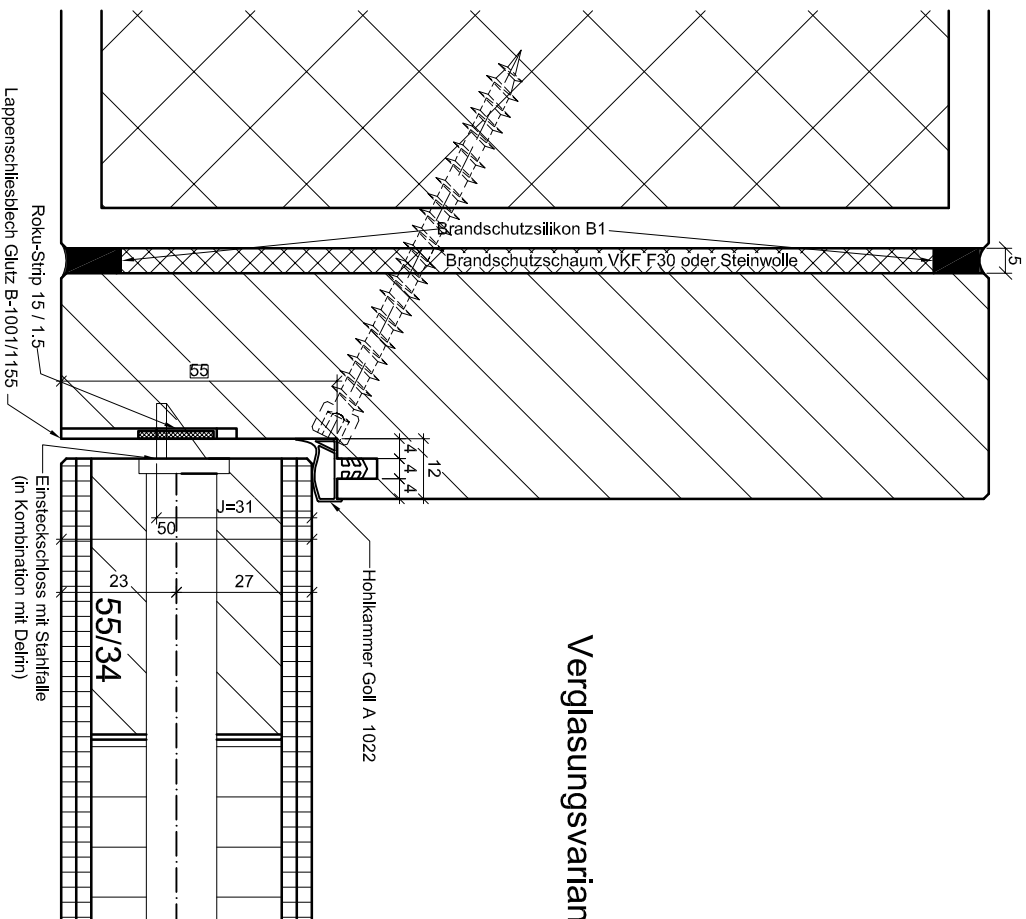 Brandschutzsilikon B1
Brandschutzschaum VKF F30 oder Steinwolle
5
55
12
4
4
4
J=31
50
23
27
55/34
Lappenschliesblech Glutz B-1001/1155
Roku-Strip 15 / 1.5
Einsteckschloss mit Stahlfalle
(in Kombination mit Delrin)
Hohlkammer Goll A 1022
Verglasungsvarian